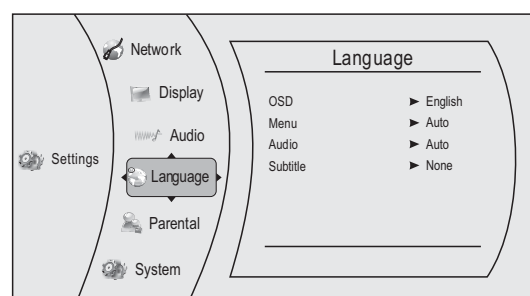 Settings
Network
Display
Audio
Language
Parental
System
Language
OSD ► English
Menu ► Auto
Audio ► Auto
Subtitle ► None